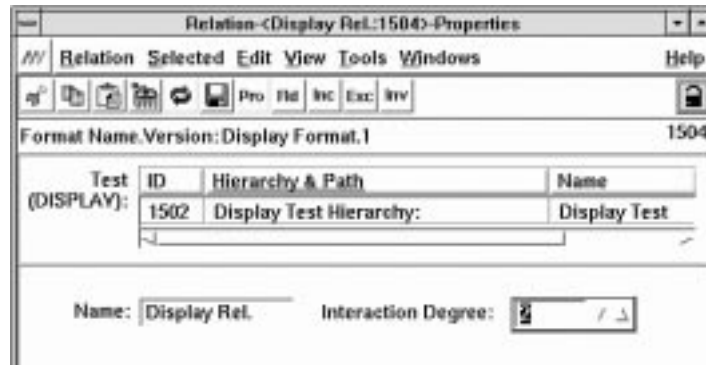 Relation-<Display Rel.:1504>-Properties
Relation Selected Edit View Tools Windows Help
Pro Fld Inc Exc Inv
Format Name.Version: Display Format.1 1504
Test (DISPLAY):
ID Hierarchy & Path Name
1502 Display Test Hierarchy: Display Test
Name: Display Rel. Interaction Degree: 2